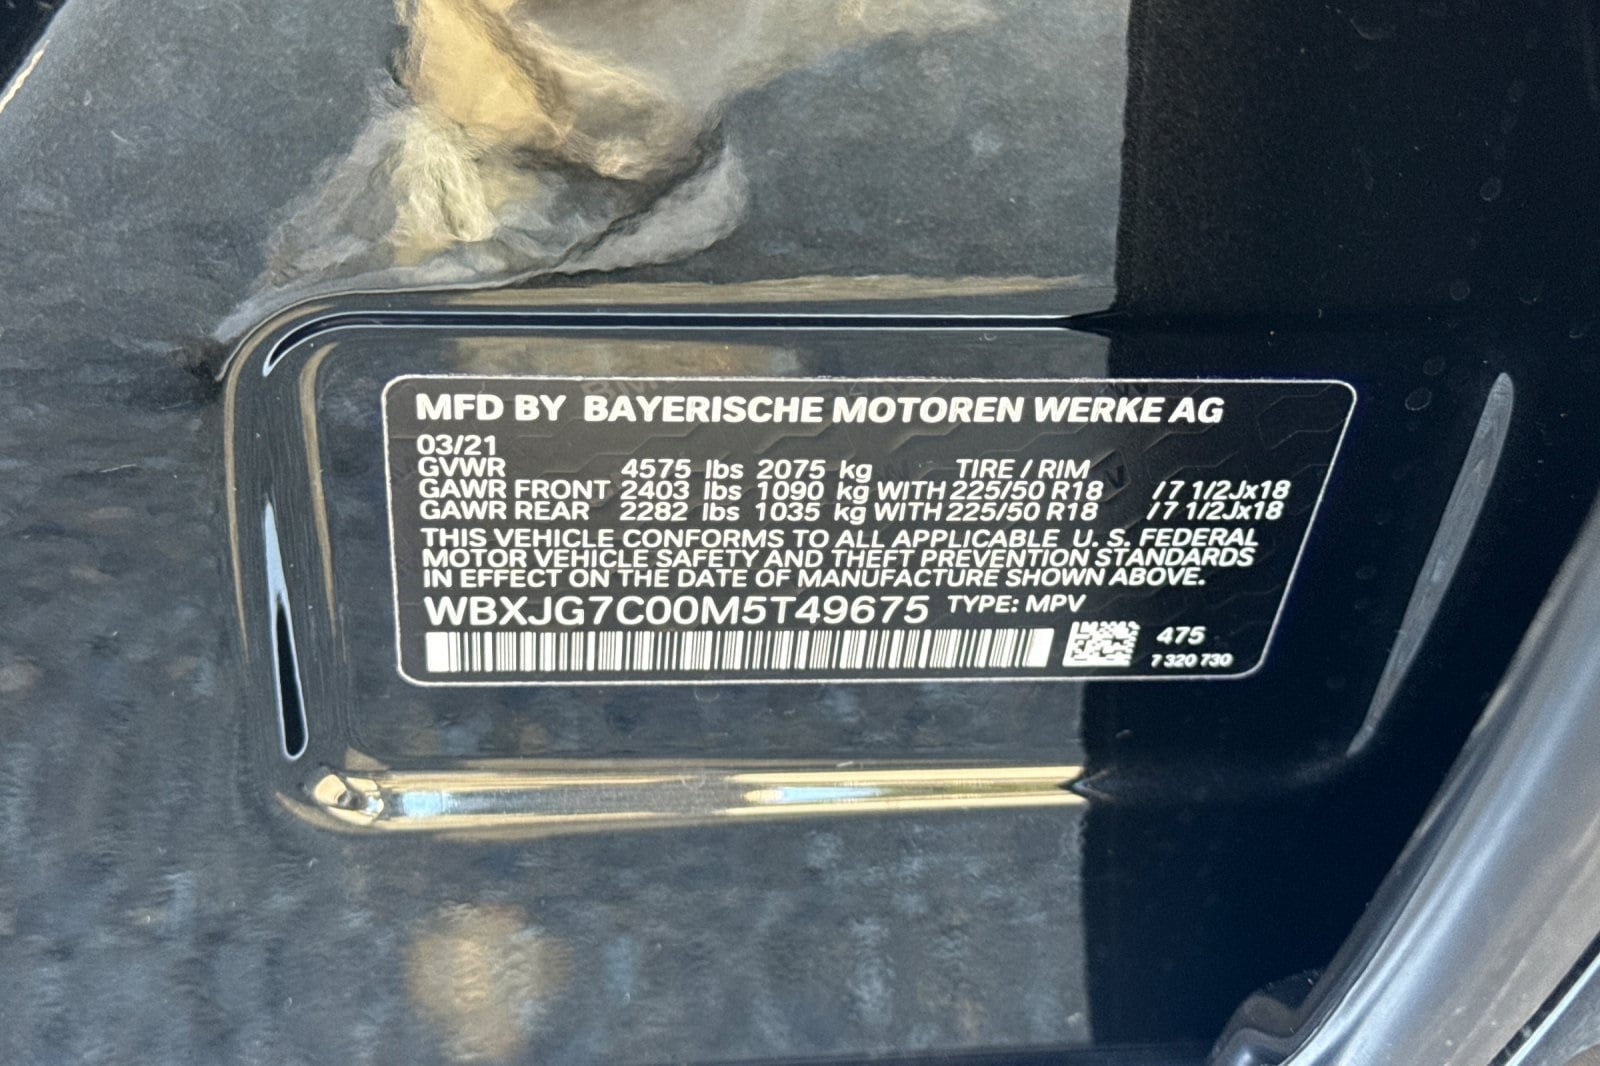 MFD BY BAYERISCHE MOTOREN WERKE AG
03/21
GVWR 4575 lbs 2075 kg TIRE / RIM
GAWR FRONT 2403 lbs 1090 kg WITH 225/50 R18 / 7 1/2Jx18
GAWR REAR 2282 lbs 1035 kg WITH 225/50 R18 / 7 1/2Jx18
THIS VEHICLE CONFORMS TO ALL APPLICABLE U. S. FEDERAL
MOTOR VEHICLE SAFETY AND THEFT PREVENTION STANDARDS
IN EFFECT ON THE DATE OF MANUFACTURE SHOWN ABOVE.
WBXJG7C00M5T49675 TYPE: MPV
475
7 320 730